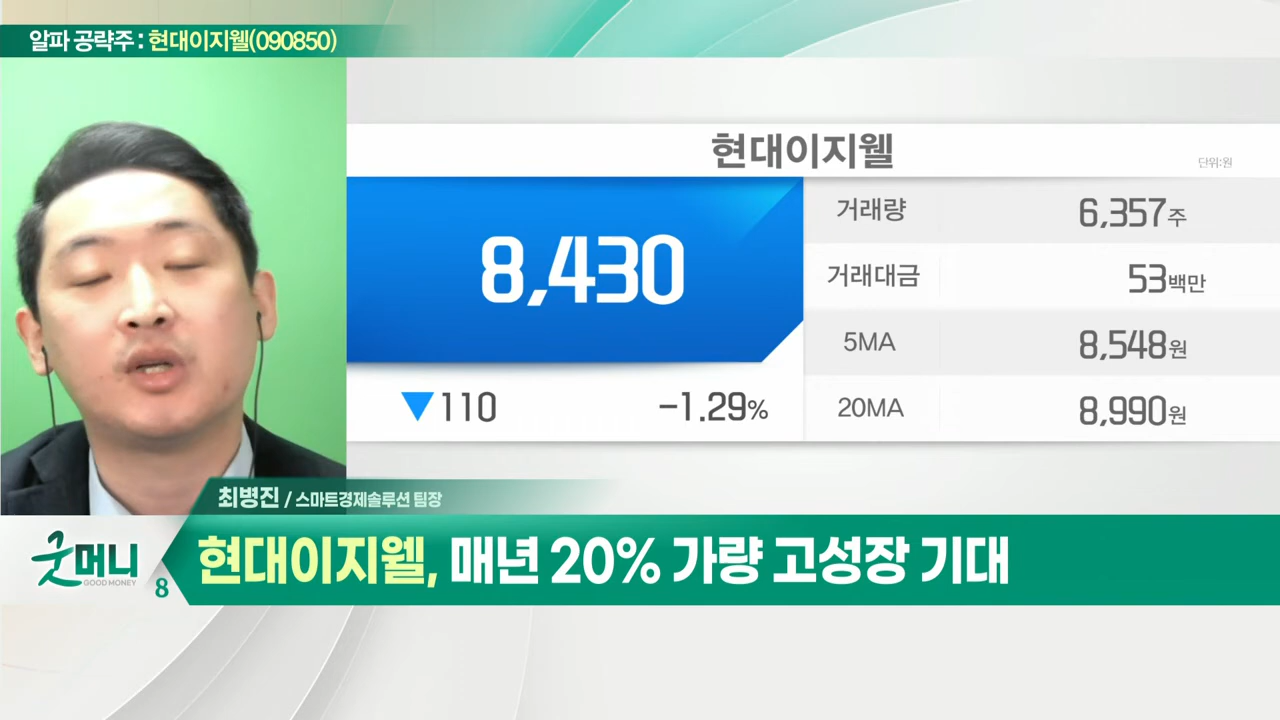 알파 공략주 : 현대이지웰(090850)
현대이지웰
단위:원
8,430
▼110 -1.29%
거래량 6,357주
거래대금 53백만
5MA 8,548원
20MA 8,990원
최병진 / 스마트경제솔루션 팀장
굿머니
GOOD MONEY
8
현대이지웰, 매년 20% 가량 고성장 기대